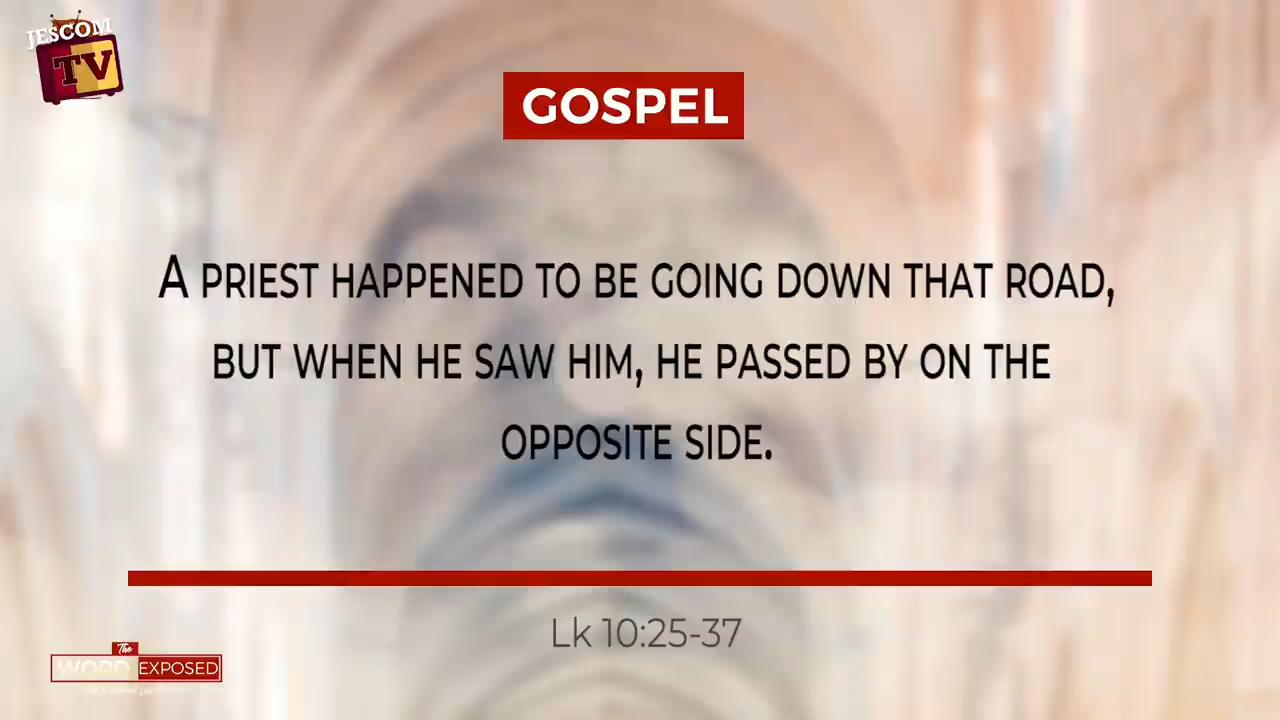 JESCOM
TV
GOSPEL
A PRIEST HAPPENED TO BE GOING DOWN THAT ROAD,
BUT WHEN HE SAW HIM, HE PASSED BY ON THE
OPPOSITE SIDE.
Lk 10:25-37
The
WORD EXPOSED